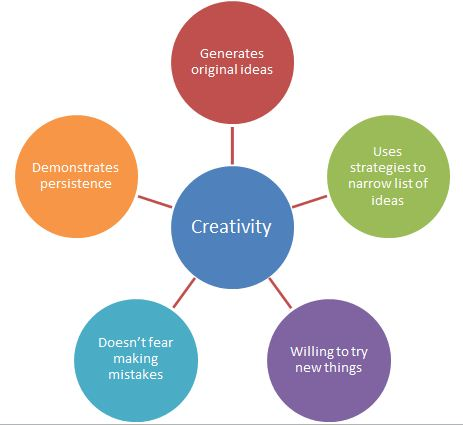 Generates
original ideas
Uses
strategies to
narrow list of
ideas
Demonstrates
persistence
Creativity
Doesn't fear
making
mistakes
Willing to try
new things